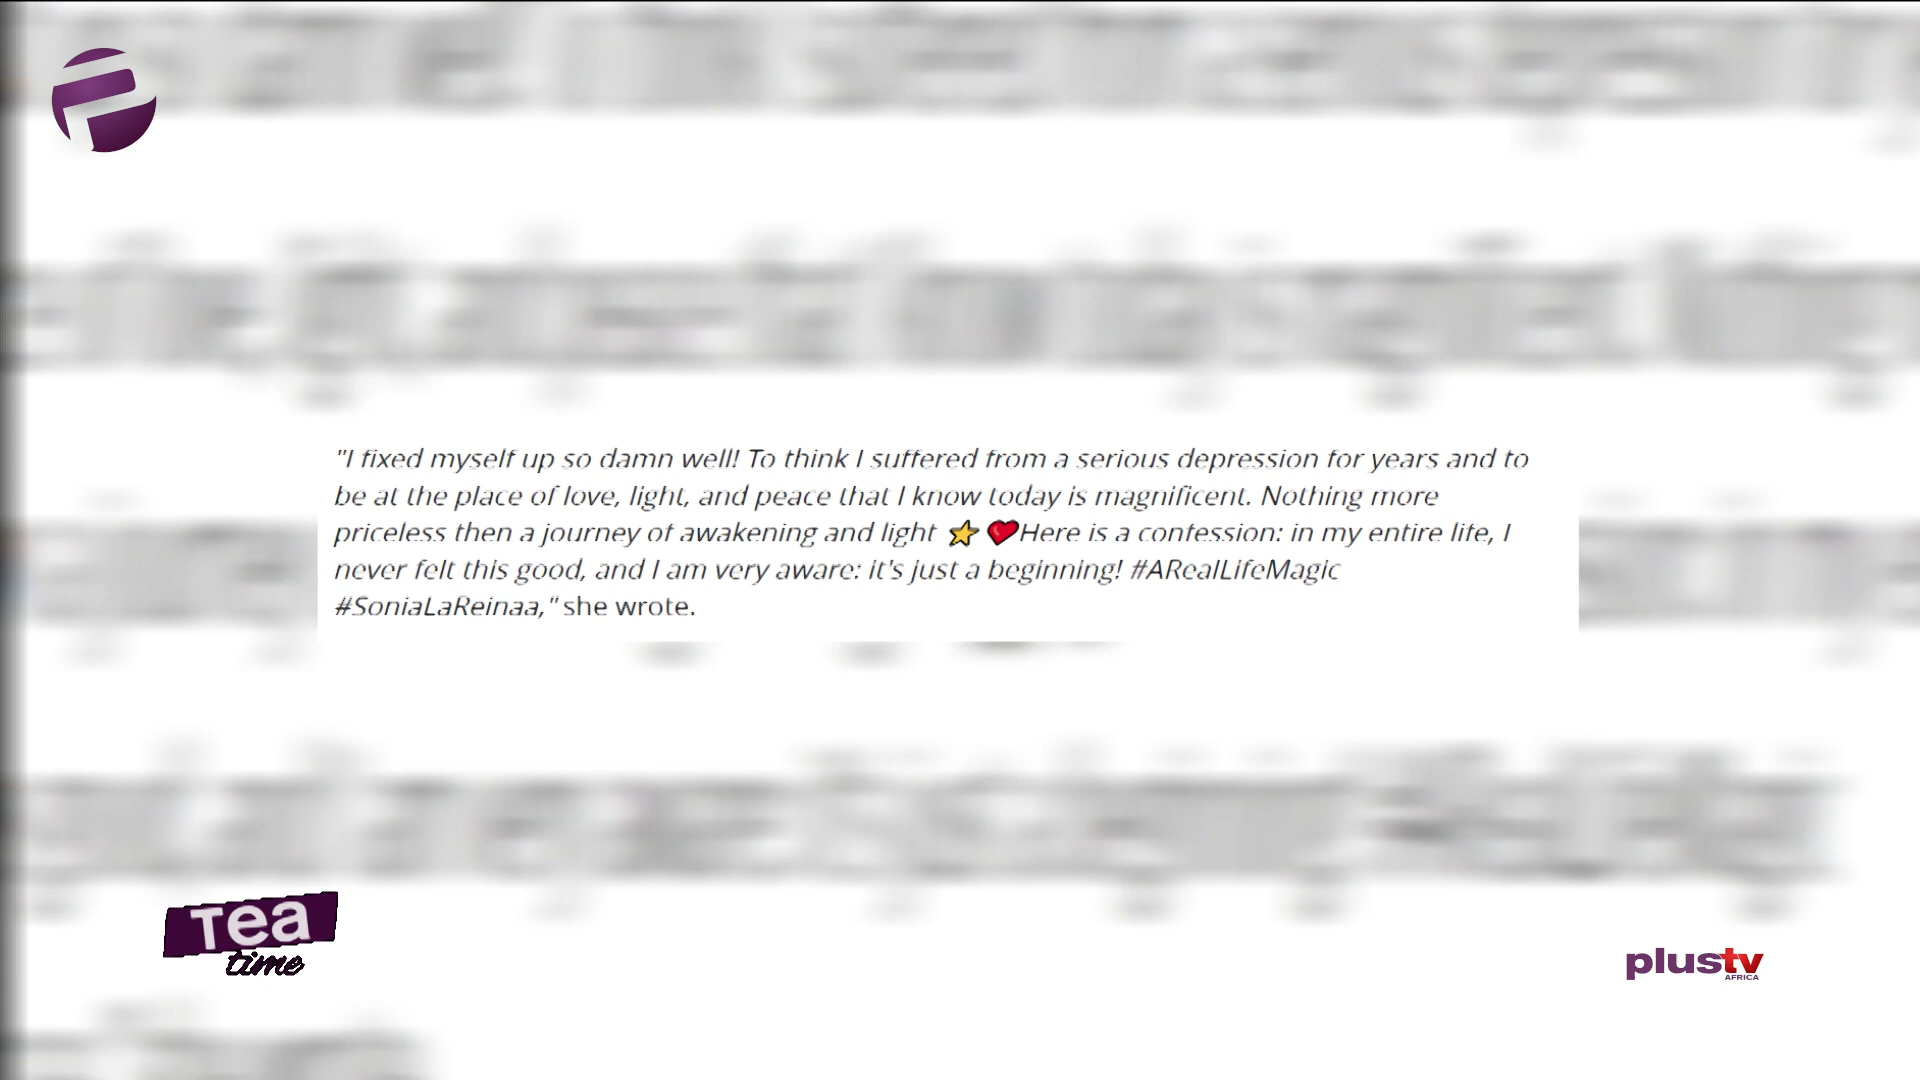 "I fixed myself up so damn well! To think I suffered from a serious depression for years and to
be at the place of love, light, and peace that I know today is magnificent. Nothing more
priceless then a journey of awakening and light ⭐ ❤️Here is a confession: in my entire life, I
never felt this good, and I am very aware: it's just a beginning! #ARealLifeMagic
#SoniaLaReinaa," she wrote.
Tea
time
plustv
AFRICA